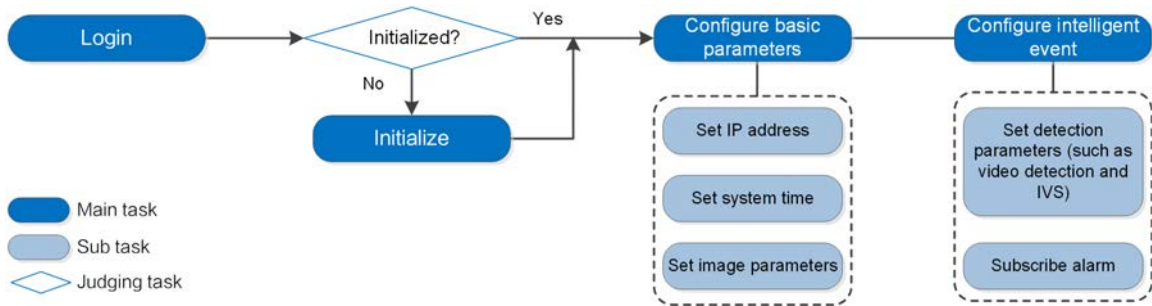 Login
Initialized?
Yes
No
Initialize
Configure basic
parameters
Set IP address
Set system time
Set image parameters
Configure intelligent
event
Set detection
parameters (such as
video detection and
IVS)
Subscribe alarm
Main task
Sub task
Judging task